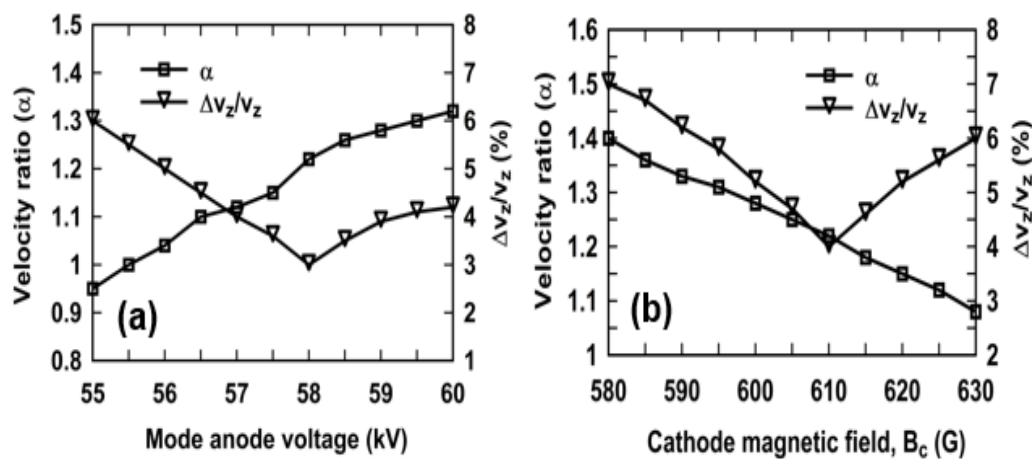 1.5
1.4
1.3
1.2
1.1
1
0.9
0.8
Velocity ratio (α)
α
Δvz/vz
(a)
8
7
6
5
4
3
2
1
Δvz/vz (%)
55 56 57 58 59 60
Mode anode voltage (kV)
1.6
1.5
1.4
1.3
1.2
1.1
1
Velocity ratio (α)
α
Δvz/vz
(b)
8
7
6
5
4
3
2
Δvz/vz (%)
580 590 600 610 620 630
Cathode magnetic field, Bc (G)